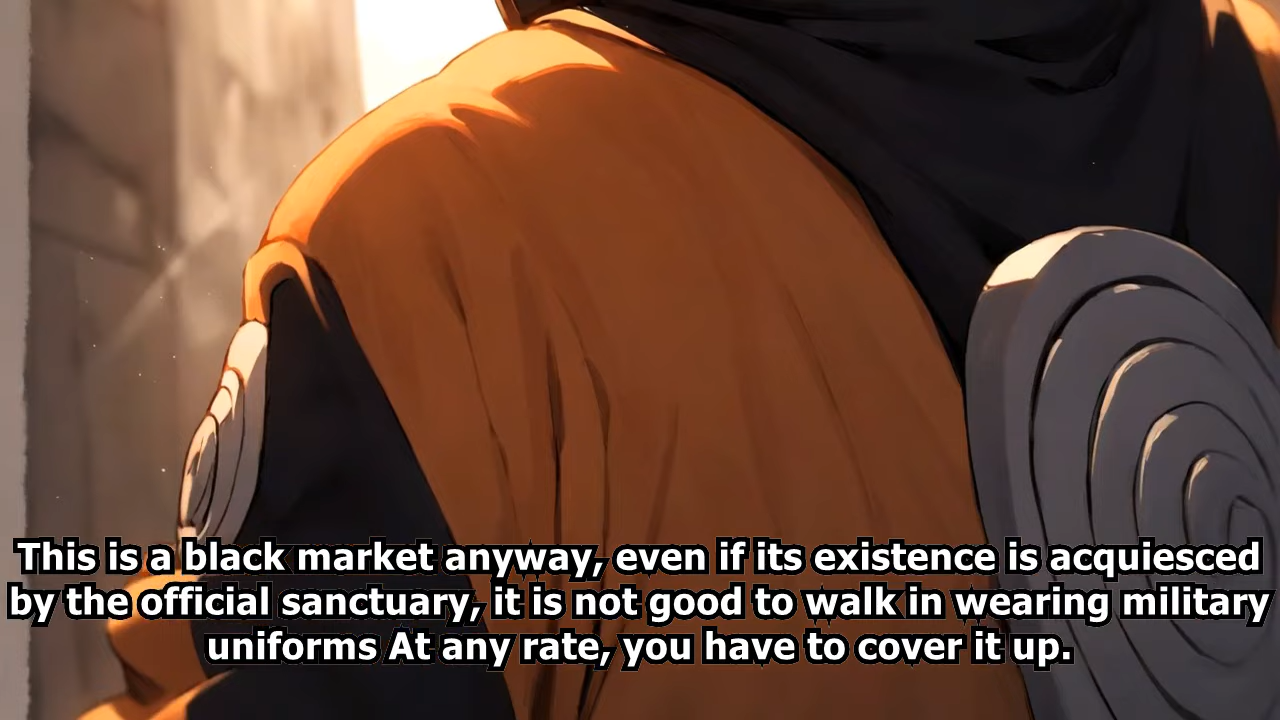 This is a black market anyway, even if its existence is acquiesced
by the official sanctuary, it is not good to walk in wearing military
uniforms At any rate, you have to cover it up.